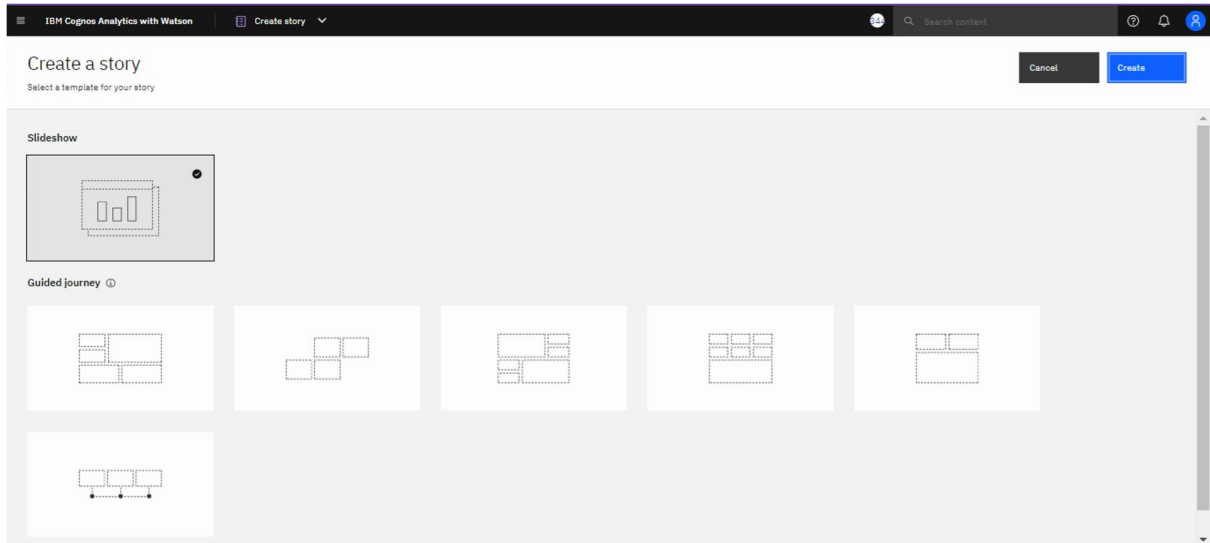 IBM Cognos Analytics with Watson
Create story
Search content
Create a story
Select a template for your story
Cancel
Create
Slideshow
Guided journey